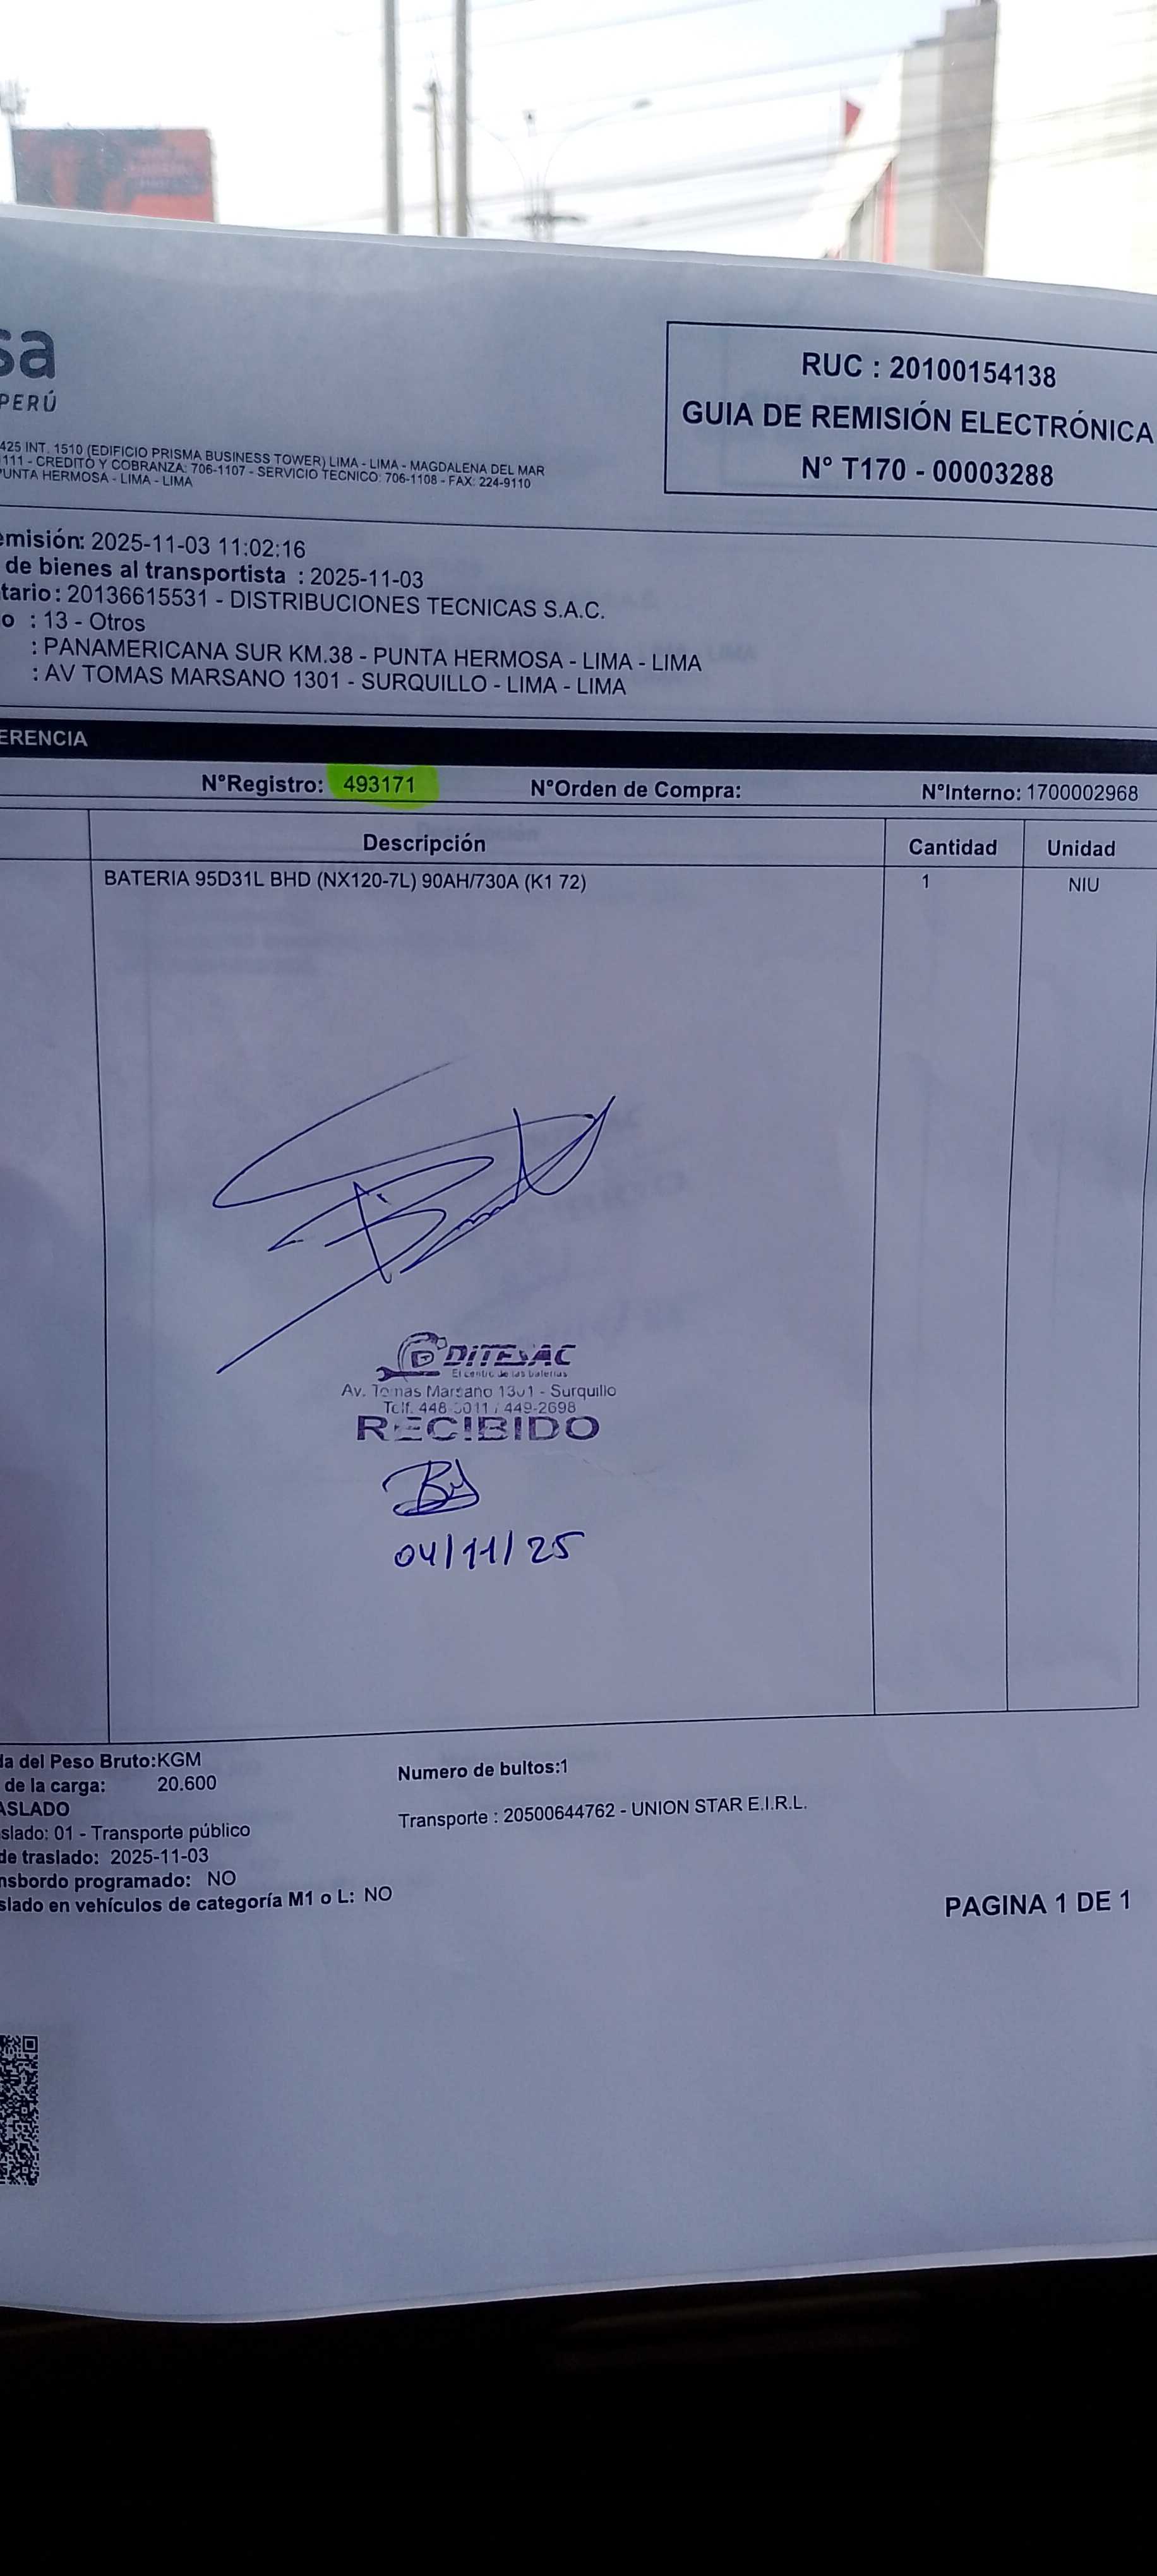 sa
PERÚ
RUC : 20100154138
GUIA DE REMISIÓN ELECTRÓNICA
N° T170 - 00003288
425 INT. 1510 (EDIFICIO PRISMA BUSINESS TOWER) LIMA - LIMA - MAGDALENA DEL MAR
111 - CREDITO Y COBRANZA: 706-1107 - SERVICIO TECNICO: 706-1108 - FAX: 224-9110
PUNTA HERMOSA - LIMA - LIMA
emisión: 2025-11-03 11:02:16
de bienes al transportista : 2025-11-03
tario: 20136615531 - DISTRIBUCIONES TECNICAS S.A.C.
o : 13 - Otros
: PANAMERICANA SUR KM.38 - PUNTA HERMOSA - LIMA - LIMA
: AV TOMAS MARSANO 1301 - SURQUILLO - LIMA - LIMA
ERENCIA
N°Registro: 493171 N°Orden de Compra: N°Interno: 1700002968
Descripción Cantidad Unidad
BATERIA 95D31L BHD (NX120-7L) 90AH/730A (K1 72) 1 NIU
DITESAC
El centro de las baterias
Av. Tomas Marsano 1301 - Surquillo
Telf. 448-5011 / 449-2698
RECIBIDO
04/11/25
da del Peso Bruto:KGM
de la carga: 20.600
Numero de bultos:1
ASLADO
slado: 01 - Transporte público
Transporte : 20500644762 - UNION STAR E.I.R.L.
de traslado: 2025-11-03
nsbordo programado: NO
slado en vehículos de categoría M1 o L: NO
PAGINA 1 DE 1